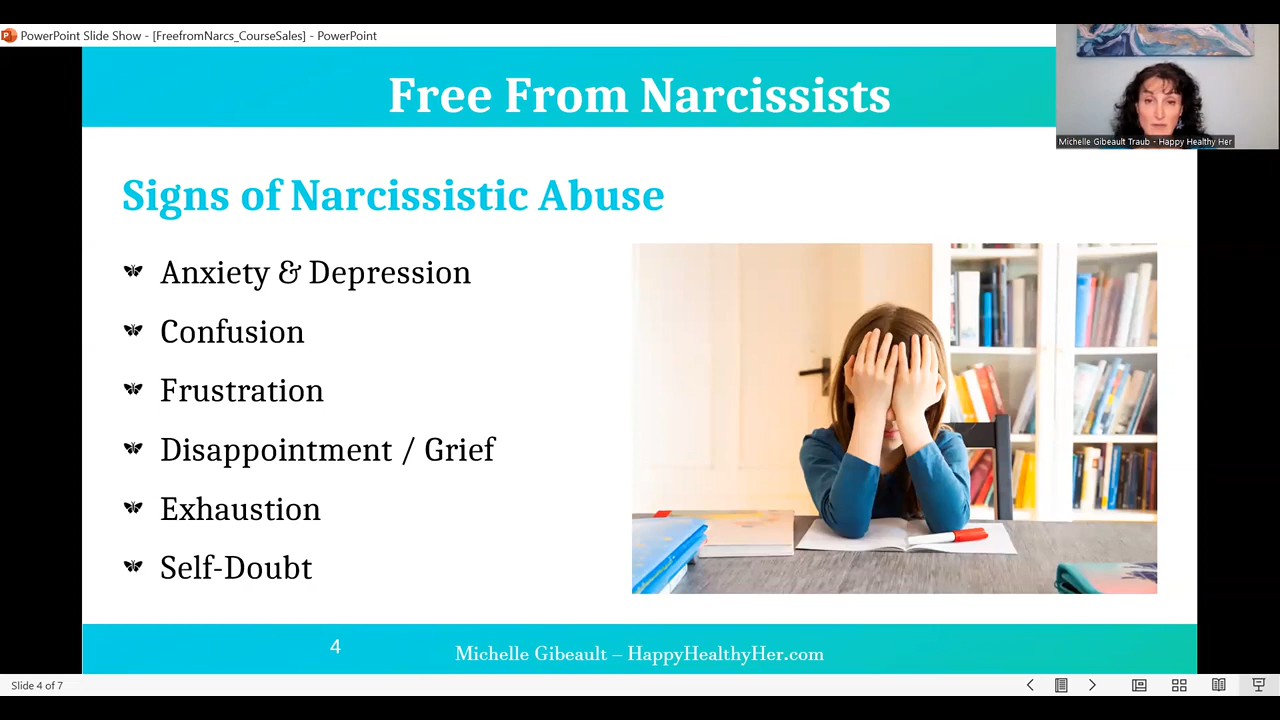 PowerPoint Slide Show - [FreefromNarcs_CourseSales] - PowerPoint
Free From Narcissists
Michelle Gibeault Traub - Happy Healthy Her
Signs of Narcissistic Abuse
Anxiety & Depression
Confusion
Frustration
Disappointment / Grief
Exhaustion
Self-Doubt
4
Michelle Gibeault – HappyHealthyHer.com
Slide 4 of 7